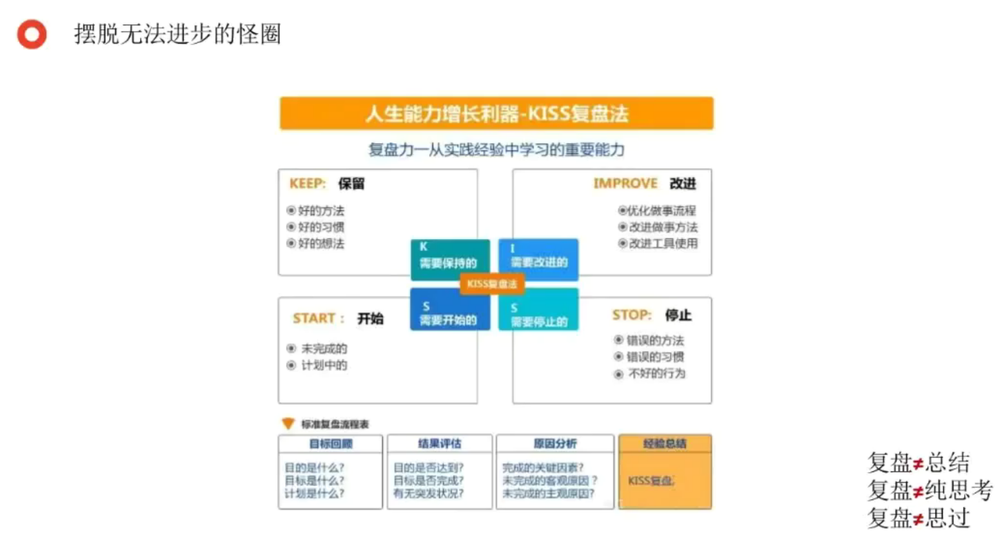 摆脱无法进步的怪圈
人生能力增长利器-KISS复盘法
复盘力一从实践经验中学习的重要能力
KEEP: 保留
◉好的方法
◉好的习惯
◉好的想法
IMPROVE 改进
◉优化做事流程
◉改进做事方法
◉改进工具使用
K
需要保持的
I
需要改进的
KISS复盘法
S
需要开始的
S
需要停止的
START： 开始
◉ 未完成的
◉ 计划中的
STOP: 停止
◉ 错误的方法
◉ 错误的习惯
◉ 不好的行为
标准复盘流程表
目标回顾
目的是什么?
目标是什么?
计划是什么?
结果评估
目的是否达到?
目标是否完成?
有无突发状况?
原因分析
完成的关键因素?
未完成的客观原因？
未完成的主观原因?
经验总结
KISS复盘
复盘≠总结
复盘≠纯思考
复盘≠思过